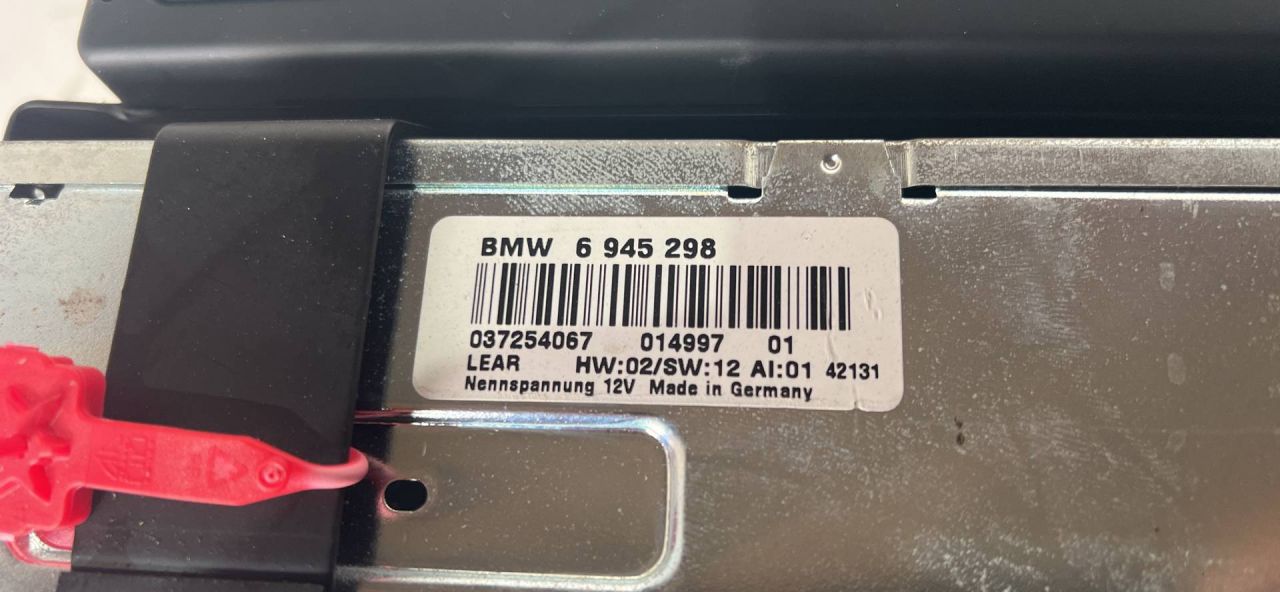 BMW 6 945 298
037254067 014997 01
LEAR HW:02/SW:12 AI:01 42131
Nennspannung 12V Made in Germany